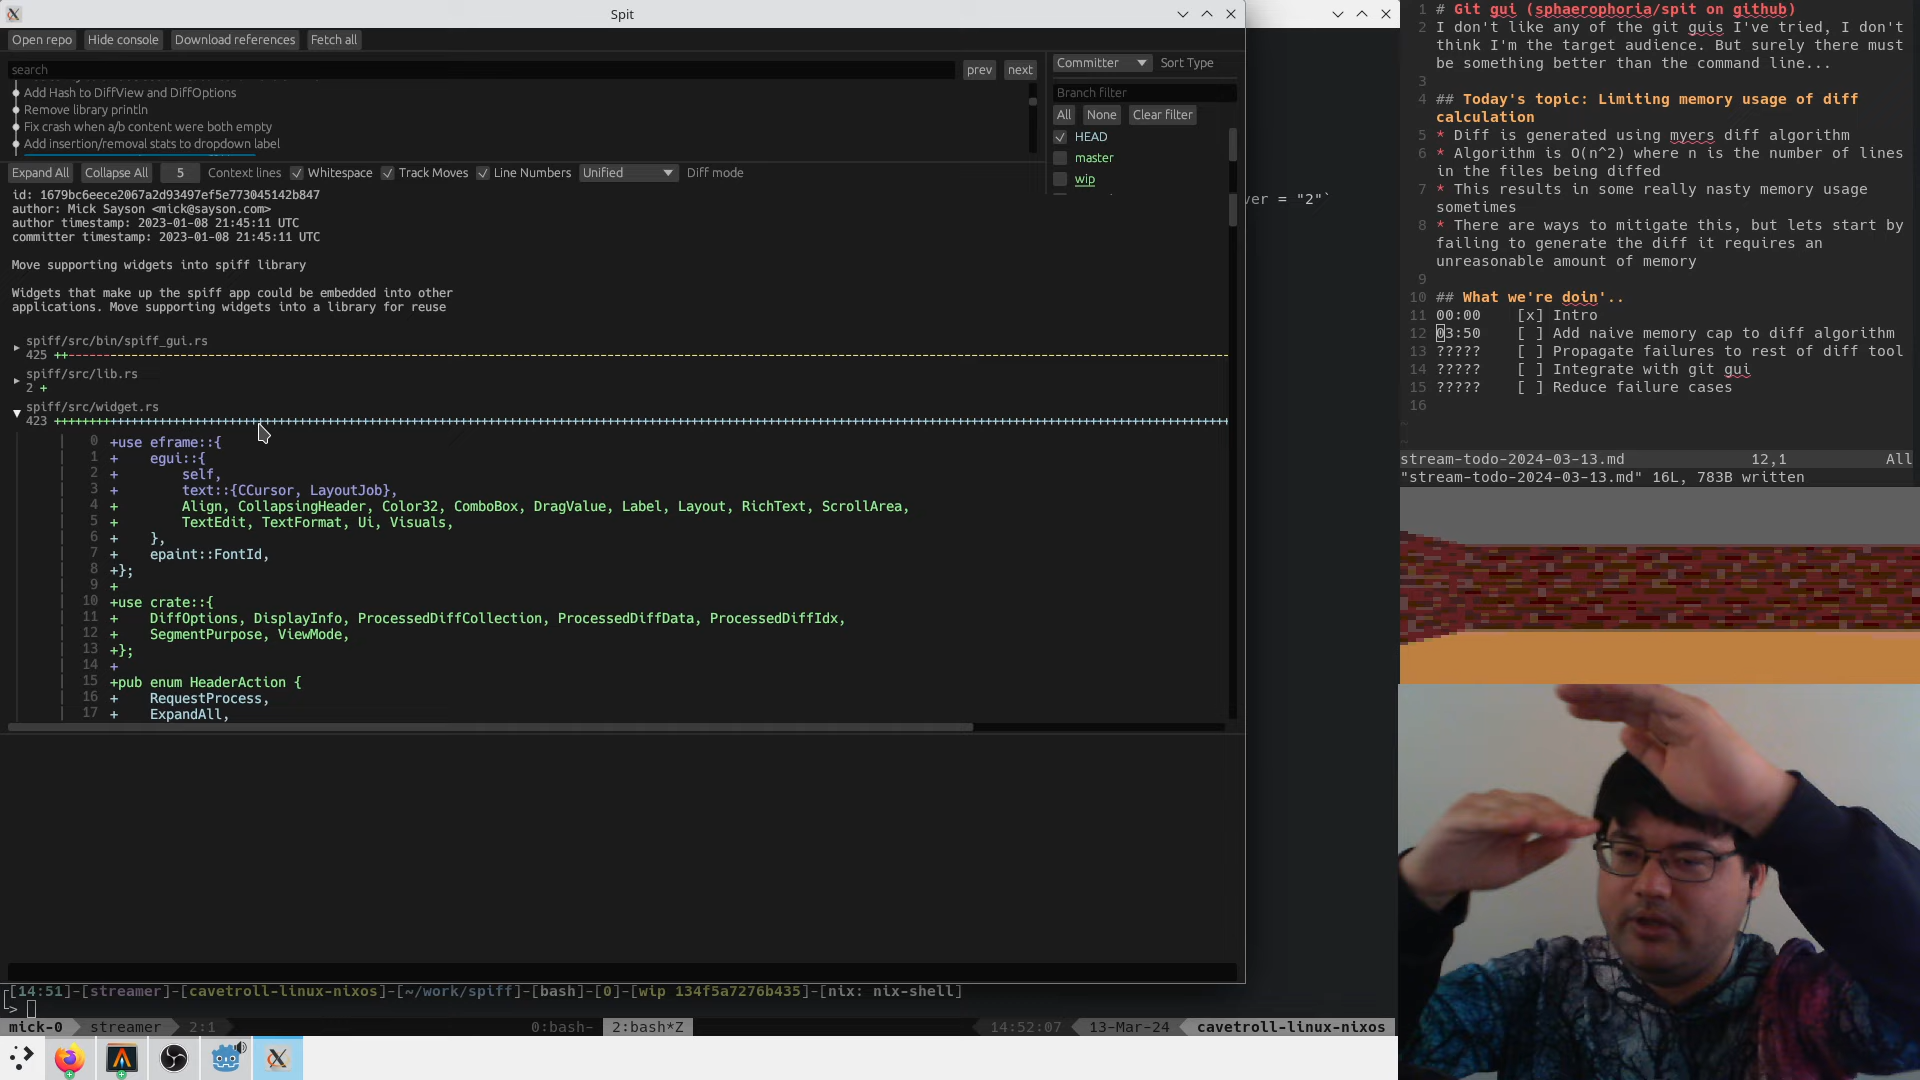 Spit
Open repo
Hide console
Download references
Fetch all
search
prev
next
Add Hash to DiffView and DiffOptions
Remove library println
Fix crash when a/b content were both empty
Add insertion/removal stats to dropdown label
Committer
Sort Type
Branch filter
All
None
Clear filter
HEAD
master
wip
Expand All
Collapse All
5
Context lines
Whitespace
Track Moves
Line Numbers
Unified
Diff mode
id: 1679bc6eece2067a2d93497ef5e773045142b847
author: Mick Sayson <mick@sayson.com>
author timestamp: 2023-01-08 21:45:11 UTC
committer timestamp: 2023-01-08 21:45:11 UTC
Move supporting widgets into spiff library
Widgets that make up the spiff app could be embedded into other
applications. Move supporting widgets into a library for reuse
spiff/src/bin/spiff_gui.rs
425
spiff/src/lib.rs
2 +
spiff/src/widget.rs
423
0 +use eframe::{
1 +    egui::{
2 +        self,
3 +        text::{CCursor, LayoutJob},
4 +        Align, CollapsingHeader, Color32, ComboBox, DragValue, Label, Layout, RichText, ScrollArea,
5 +        TextEdit, TextFormat, Ui, Visuals,
6 +    },
7 +    epaint::FontId,
8 +};
9 +
10 +use crate::{
11 +    DiffOptions, DisplayInfo, ProcessedDiffCollection, ProcessedDiffData, ProcessedDiffIdx,
12 +    SegmentPurpose, ViewMode,
13 +};
14 +
15 +pub enum HeaderAction {
16 +    RequestProcess,
17 +    ExpandAll,
ver = "2"`
[14:51]-[streamer]-[cavetroll-linux-nixos]-[~/work/spiff]-[bash]-[0]-[wip 134f5a7276b435]-[nix: nix-shell]
>
mick-0 streamer 2:1 0:bash- 2:bash*Z 14:52:07 13-Mar-24 cavetroll-linux-nixos
1 # Git gui (sphaerophoria/spit on github)
2 I don't like any of the git guis I've tried, I don't
think I'm the target audience. But surely there must
be something better than the command line...
3
4 ## Today's topic: Limiting memory usage of diff
calculation
5 * Diff is generated using myers diff algorithm
6 * Algorithm is O(n^2) where n is the number of lines
in the files being diffed
7 * This results in some really nasty memory usage
sometimes
8 * There are ways to mitigate this, but lets start by
failing to generate the diff it requires an
unreasonable amount of memory
9
10 ## What we're doin'..
11 00:00    [x] Intro
12 03:50    [ ] Add naive memory cap to diff algorithm
13 ?????    [ ] Propagate failures to rest of diff tool
14 ?????    [ ] Integrate with git gui
15 ?????    [ ] Reduce failure cases
16
~
~
stream-todo-2024-03-13.md 12,1 All
"stream-todo-2024-03-13.md" 16L, 783B written